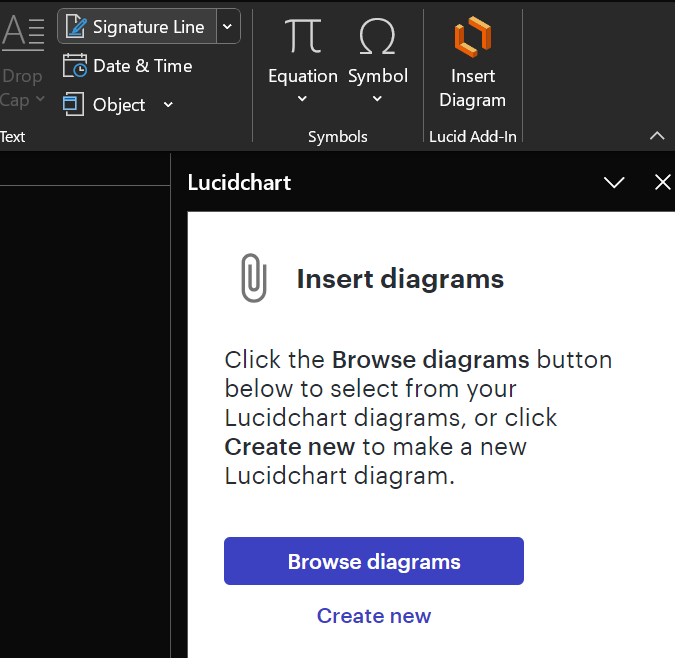 Signature Line
Drop
Cap
Date & Time
Object
Text
Equation
Symbol
Symbols
Insert
Diagram
Lucid Add-In
Lucidchart
Insert diagrams
Click the Browse diagrams button
below to select from your
Lucidchart diagrams, or click
Create new to make a new
Lucidchart diagram.
Browse diagrams
Create new